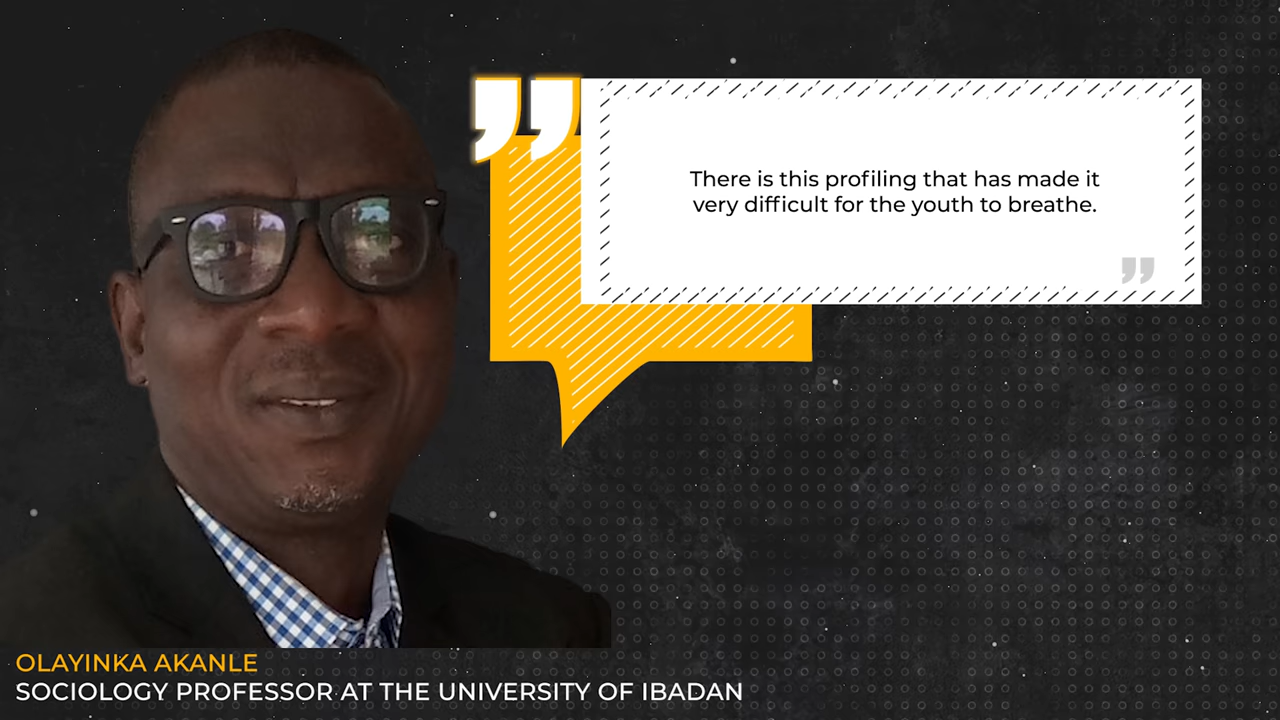 There is this profiling that has made it
very difficult for the youth to breathe.
OLAYINKA AKANLE
SOCIOLOGY PROFESSOR AT THE UNIVERSITY OF IBADAN